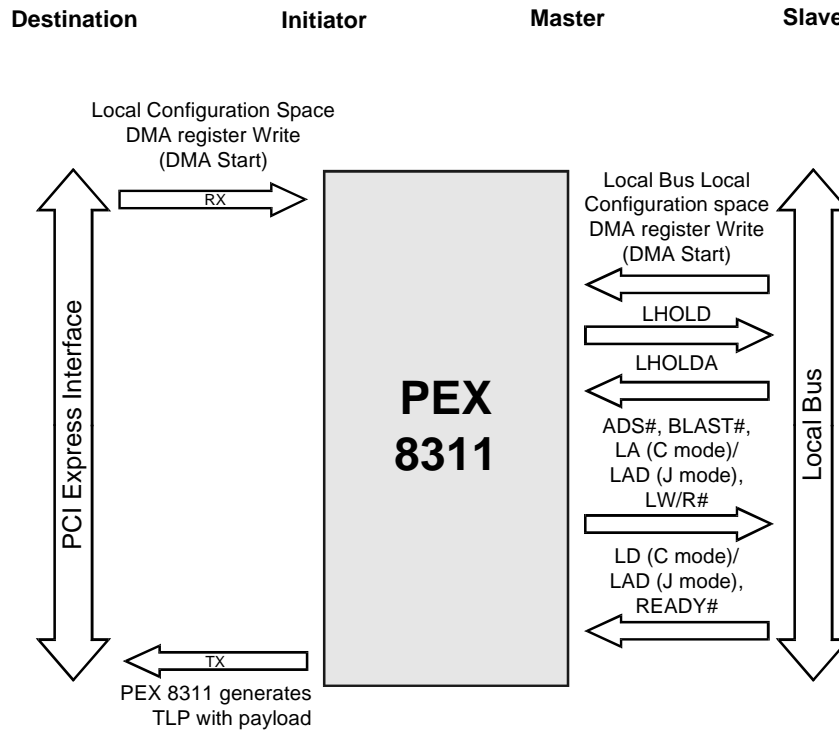 Destination Initiator Master Slave
Local Configuration Space
DMA register Write
(DMA Start)
RX
PCI Express Interface
PEX
8311
Local Bus Local
Configuration space
DMA register Write
(DMA Start)
LHOLD
LHOLDA
ADS#, BLAST#,
LA (C mode)/
LAD (J mode),
LW/R#
LD (C mode)/
LAD (J mode),
READY#
Local Bus
TX
PEX 8311 generates
TLP with payload